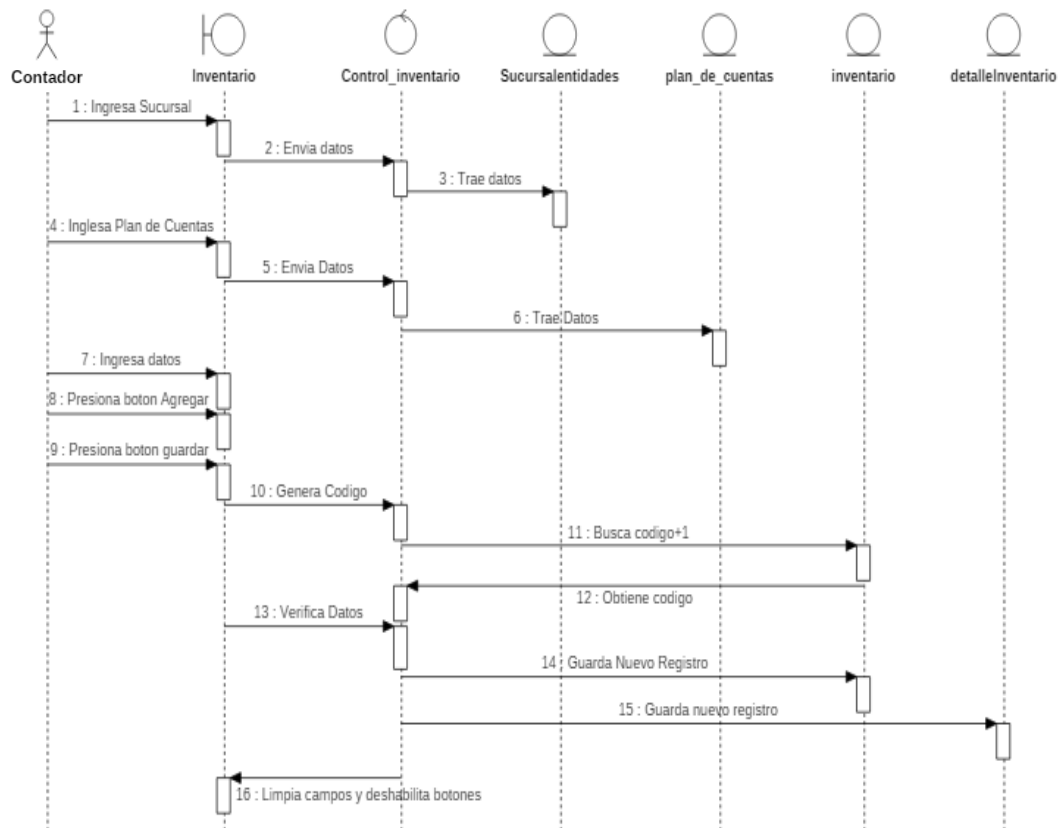 Contador
Inventario
Control_inventario
Sucursalentidades
plan_de_cuentas
inventario
detalleInventario
1 : Ingresa Sucursal
2 : Envia datos
3 : Trae datos
4 : Inglesa Plan de Cuentas
5 : Envia Datos
6 : Trae Datos
7 : Ingresa datos
8 : Presiona boton Agregar
9 : Presiona boton guardar
10 : Genera Codigo
11 : Busca codigo+1
12 : Obtiene codigo
13 : Verifica Datos
14 : Guarda Nuevo Registro
15 : Guarda nuevo registro
16 : Limpia campos y deshabilita botones